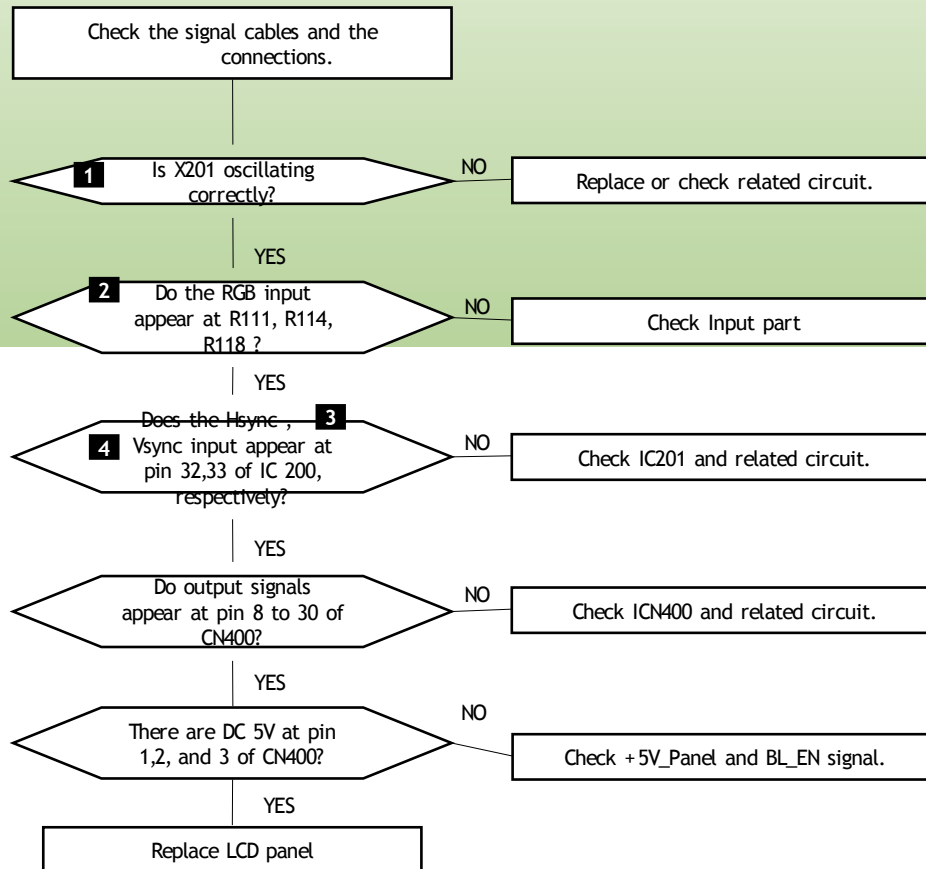 Check the signal cables and the
connections.
1
Is X201 oscillating
correctly?
NO
Replace or check related circuit.
YES
2
Do the RGB input
appear at R111, R114,
R118 ?
NO
Check Input part
YES
Does the Hsync ,
3
4
Vsync input appear at
pin 32,33 of IC 200,
respectively?
NO
Check IC201 and related circuit.
YES
Do output signals
appear at pin 8 to 30 of
CN400?
NO
Check ICN400 and related circuit.
YES
There are DC 5V at pin
1,2, and 3 of CN400?
NO
Check +5V_Panel and BL_EN signal.
YES
Replace LCD panel